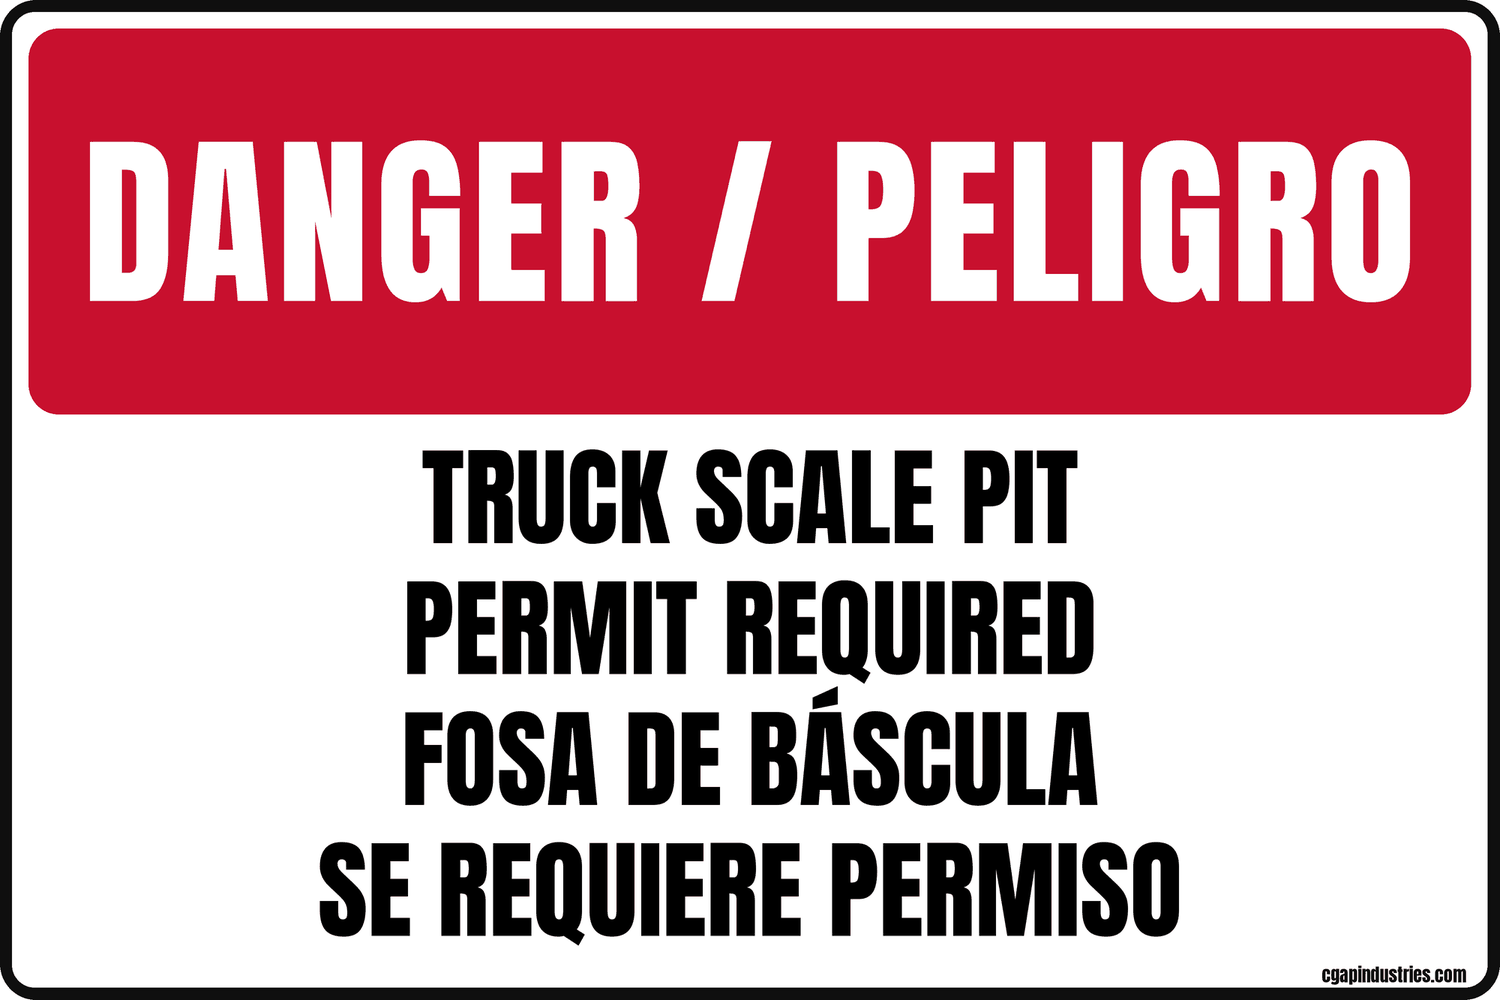 DANGER / PELIGRO
TRUCK SCALE PIT
PERMIT REQUIRED
FOSA DE BÁSCULA
SE REQUIERE PERMISO
cgapindustries.com